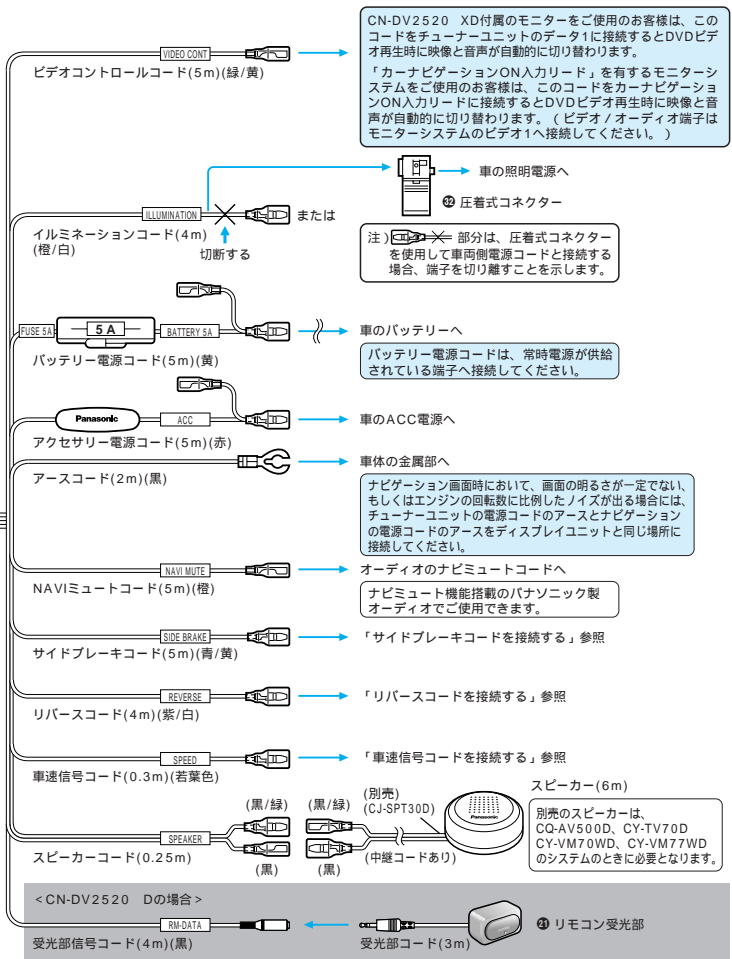 CN-DV2520 XD付属のモニターをご使用のお客様は、この
コードをチューナーユニットのデータ1に接続するとDVDビデ
オ再生時に映像と音声が自動的に切り替わります。
「カーナビゲーションON入力リード」を有するモニターシ
ステムをご使用のお客様は、このコードをカーナビゲーショ
ンON入力リードに接続するとDVDビデオ再生時に映像と音
声が自動的に切り替わります。(ビデオ/オーディオ端子は
モニターシステムのビデオ1へ接続してください。)
VIDEO CONT
ビデオコントロールコード(5m)(緑/黄)
車の照明電源へ
㉜ 圧着式コネクター
ILLUMINATION
または
イルミネーションコード(4m)
(橙/白)
切断する
注) 部分は、圧着式コネクター
を使用して車両側電源コードと接続する
場合、端子を切り離すことを示します。
FUSE 5A
5 A
BATTERY 5A
車のバッテリーへ
バッテリー電源コード(5m)(黄)
バッテリー電源コードは、常時電源が供給
されている端子へ接続してください。
Panasonic
ACC
車のACC電源へ
アクセサリー電源コード(5m)(赤)
車体の金属部へ
アースコード(2m)(黒)
ナビゲーション画面時において、画面の明るさが一定でない、
もしくはエンジンの回転数に比例したノイズが出る場合には、
チューナーユニットの電源コードのアースとナビゲーション
の電源コードのアースをディスプレイユニットと同じ場所に
接続してください。
NAVI MUTE
オーディオのナビミュートコードへ
NAVIミュートコード(5m)(橙)
ナビミュート機能搭載のパナソニック製
オーディオでご使用できます。
SIDE BRAKE
「サイドブレーキコードを接続する」参照
サイドブレーキコード(5m)(青/黄)
REVERSE
「リバースコードを接続する」参照
リバースコード(4m)(紫/白)
SPEED
「車速信号コードを接続する」参照
車速信号コード(0.3m)(若葉色)
スピーカー(6m)
(別売)
(CJ-SPT30D)
(黒/緑)
(黒/緑)
Panasonic
別売のスピーカーは、
CQ-AV500D、CY-TV70D
CY-VM70WD、CY-VM77WD
のシステムのときに必要となります。
SPEAKER
スピーカーコード(0.25m)
(黒)
(黒)
(中継コードあり)
<CN-DV2520 Dの場合>
RM-DATA
㉑ リモコン受光部
受光部信号コード(4m)(黒)
受光部コード(3m)